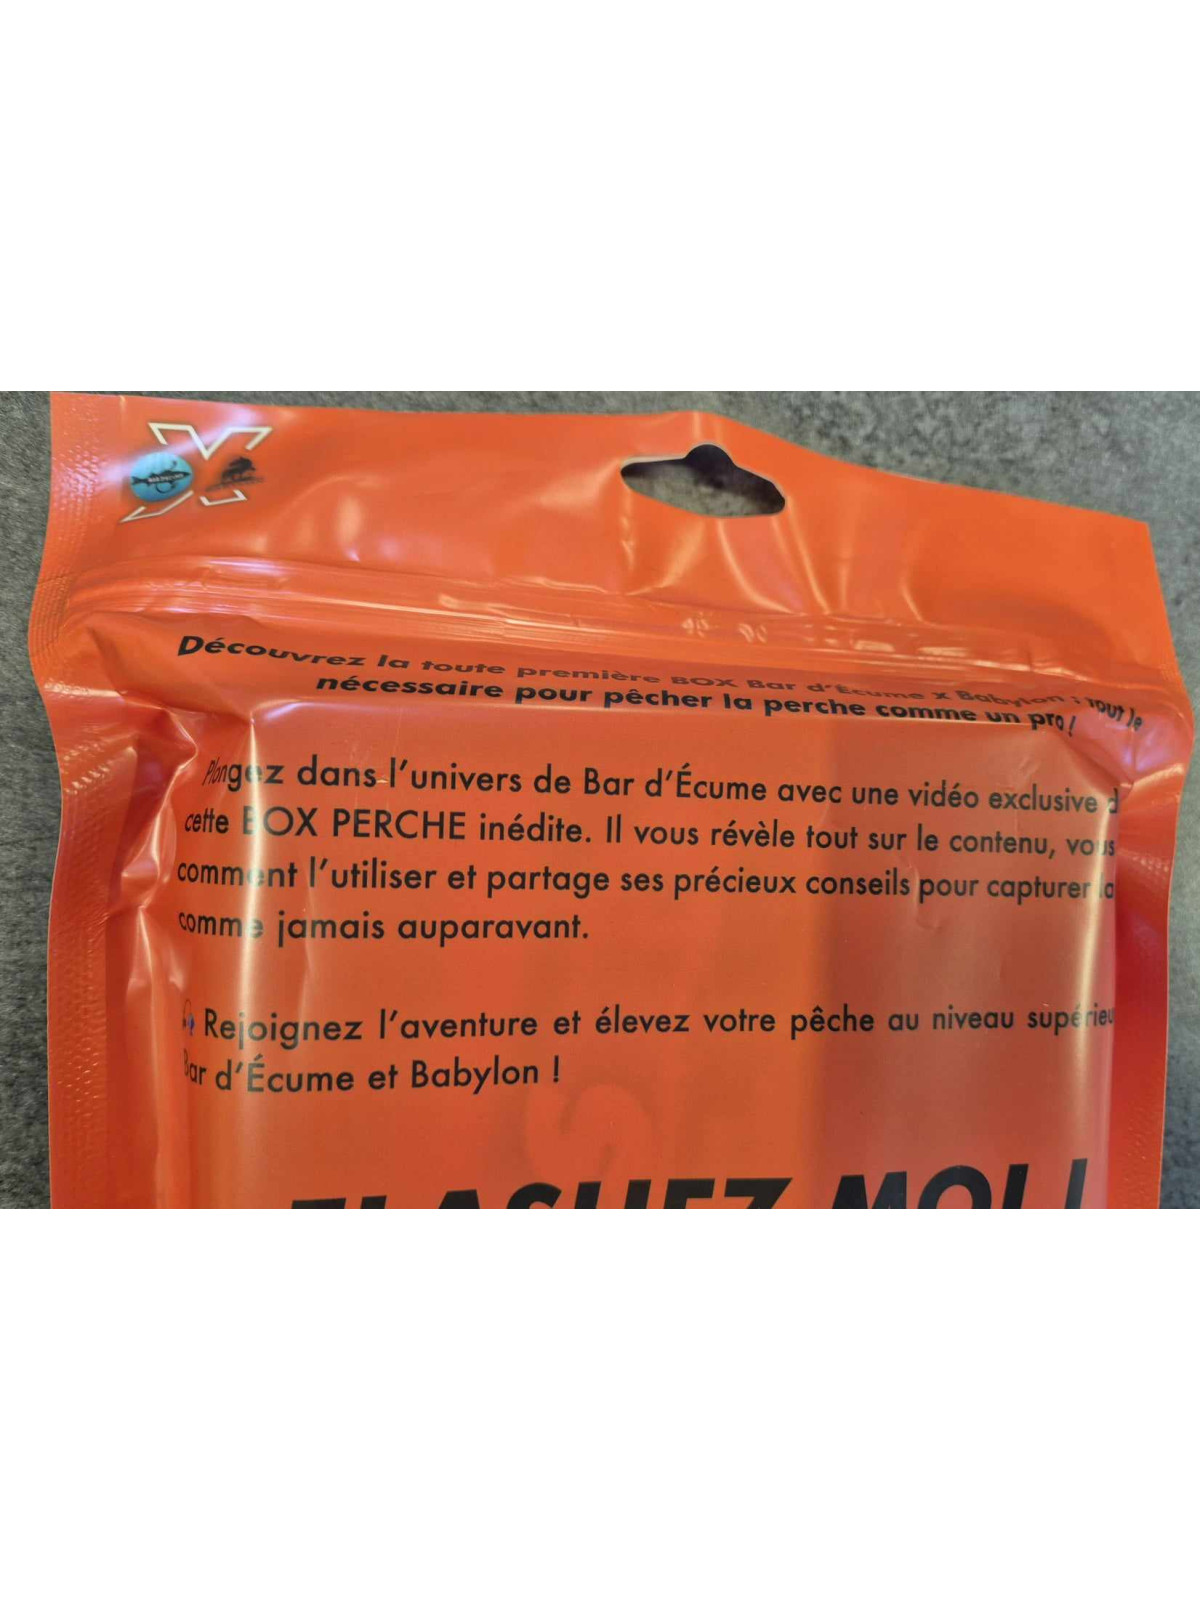 Découvrez la toute première BOX Bar d'Écume x Babylon : tout le
nécessaire pour pêcher la perche comme un pro !
Plongez dans l'univers de Bar d'Écume avec une vidéo exclusive d
cette BOX PERCHE inédite. Il vous révèle tout sur le contenu, vous
comment l'utiliser et partage ses précieux conseils pour capturer la
comme jamais auparavant.
Rejoignez l'aventure et élevez votre pêche au niveau supérieu
Bar d'Écume et Babylon !
FLASHEZ-MOI !